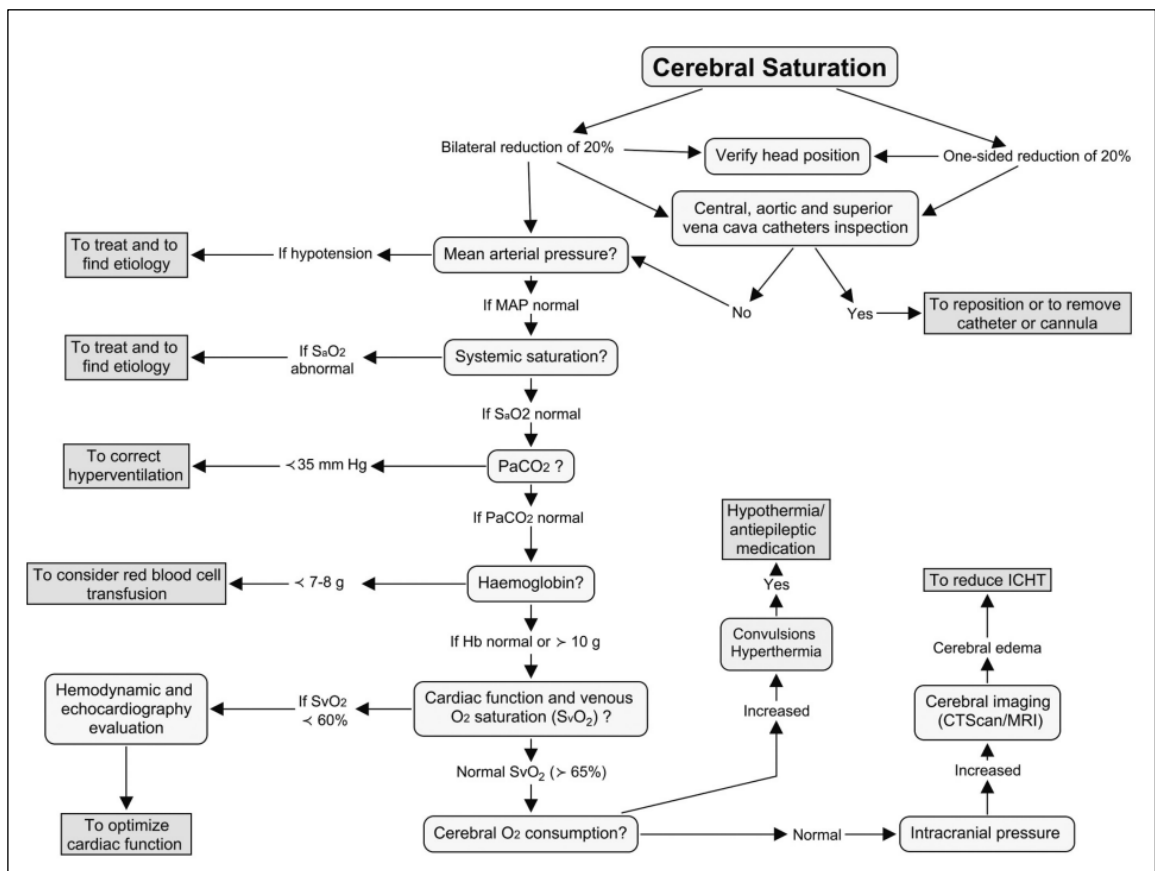 Cerebral Saturation
Bilateral reduction of 20%
Verify head position
One-sided reduction of 20%
Central, aortic and superior
vena cava catheters inspection
To treat and to
find etiology
If hypotension
Mean arterial pressure?
If MAP normal
No
Yes
To reposition or to remove
catheter or cannula
To treat and to
find etiology
If SaO2
abnormal
Systemic saturation?
If SaO2 normal
To correct
hyperventilation
≺35 mm Hg
PaCO2 ?
If PaCO2 normal
Hypothermia/
antiepileptic
medication
To consider red blood cell
transfusion
≺ 7-8 g
Haemoglobin?
Yes
To reduce ICHT
If Hb normal or ≻ 10 g
Convulsions
Hyperthermia
Cerebral edema
Hemodynamic and
echocardiography
evaluation
If SvO2
≺ 60%
Cardiac function and venous
O2 saturation (SvO2) ?
Increased
Cerebral imaging
(CTScan/MRI)
Normal SvO2 (≻ 65%)
Increased
To optimize
cardiac function
Cerebral O2 consumption?
Normal
Intracranial pressure